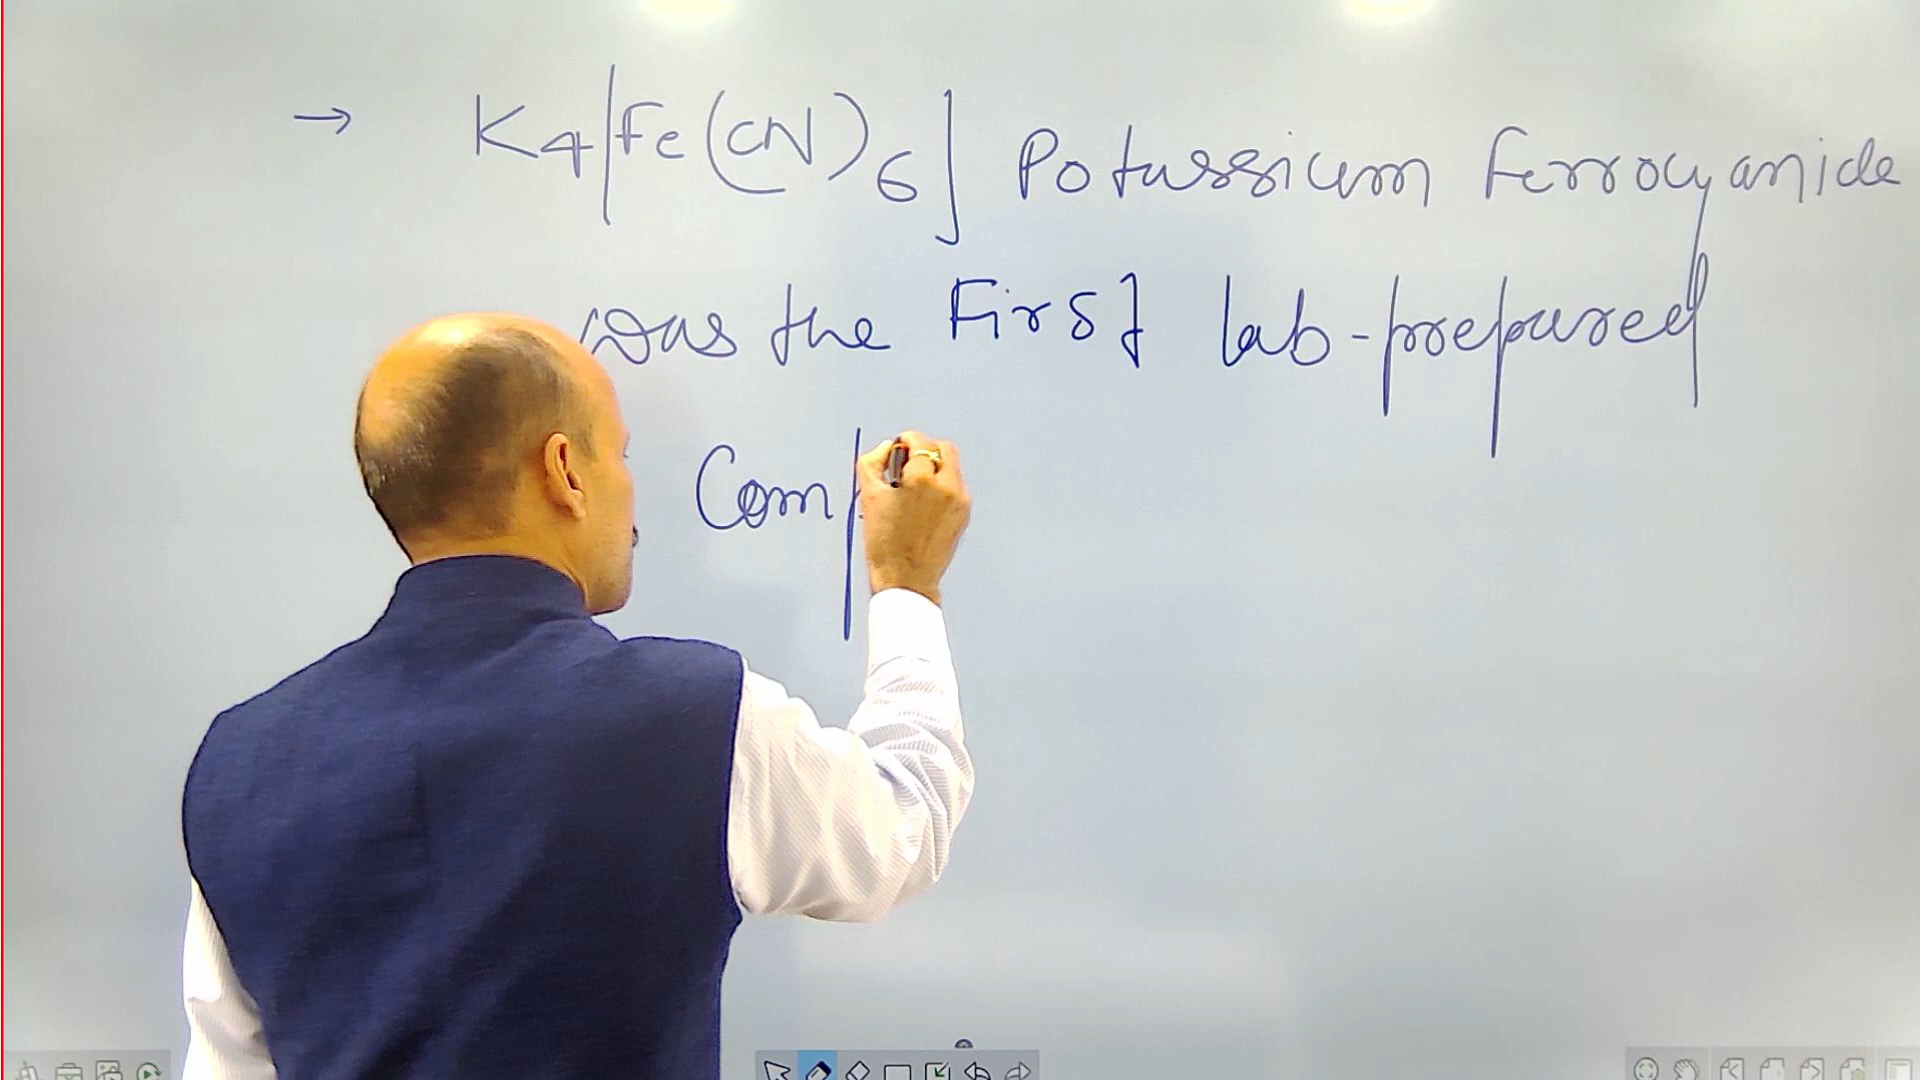 → K4[Fe(CN)6] Potassium Ferrocyanide
was the First lab-prepared
Comp